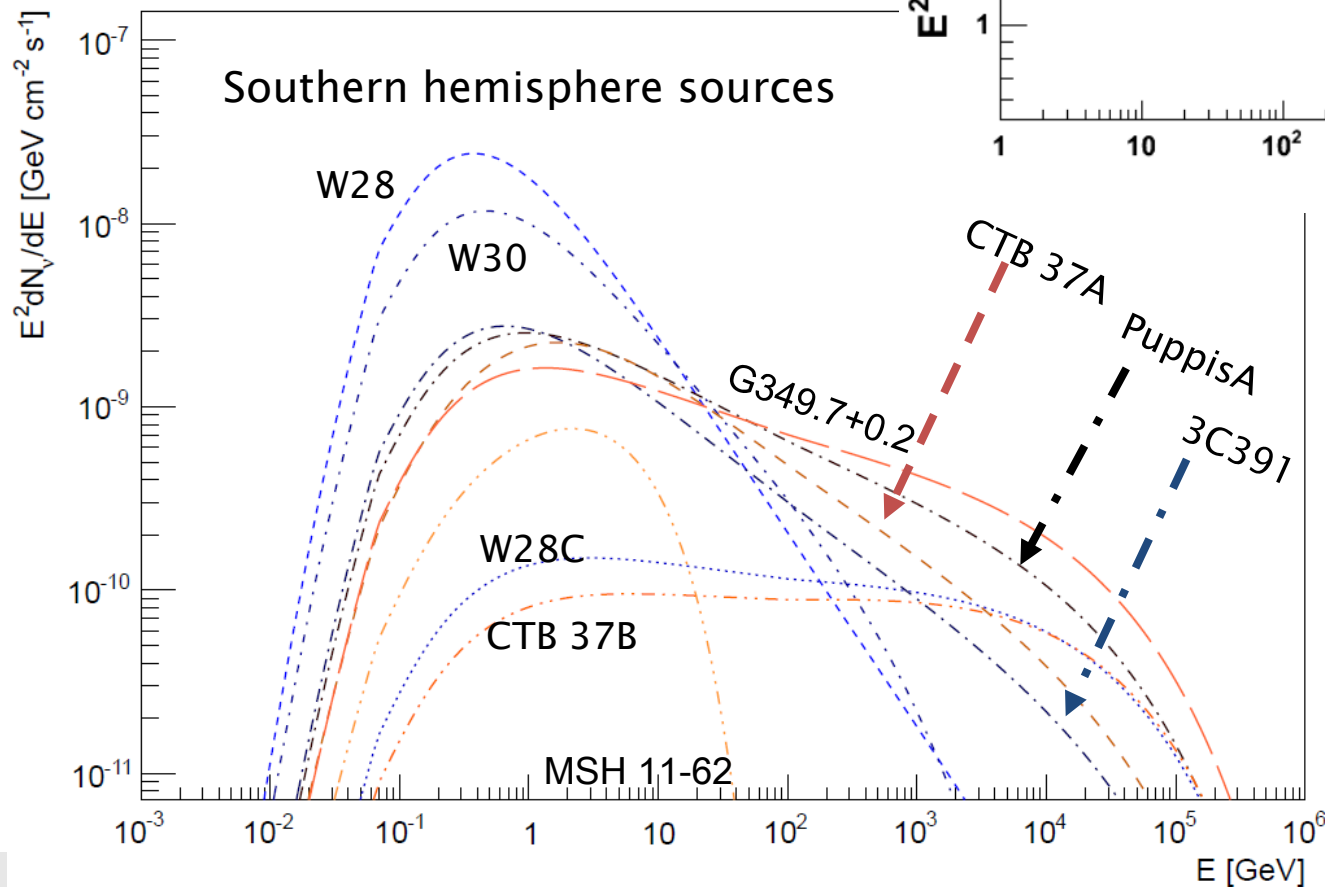 E²dNᵥ/dE [GeV cm⁻² s⁻¹]
10⁻⁷
10⁻⁸
10⁻⁹
10⁻¹⁰
10⁻¹¹
Southern hemisphere sources
E²
1
1
10
10²
W28
W30
CTB 37A
PuppisA
3C391
G349.7+0.2
W28C
CTB 37B
MSH 11-62
10⁻³
10⁻²
10⁻¹
1
10
10²
10³
10⁴
10⁵
10⁶
E [GeV]